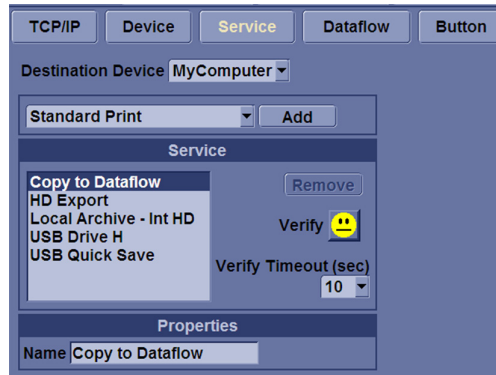 TCP/IP Device Service Dataflow Button
Destination Device MyComputer
Standard Print Add
Service
Copy to Dataflow
HD Export
Local Archive - Int HD
USB Drive H
USB Quick Save
Remove
Verify
Verify Timeout (sec)
10
Properties
Name Copy to Dataflow